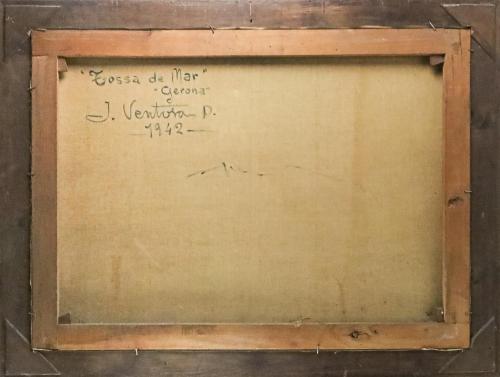 "Tossa de Mar"
-Gerona-
J. Ventosa D.
-1942-